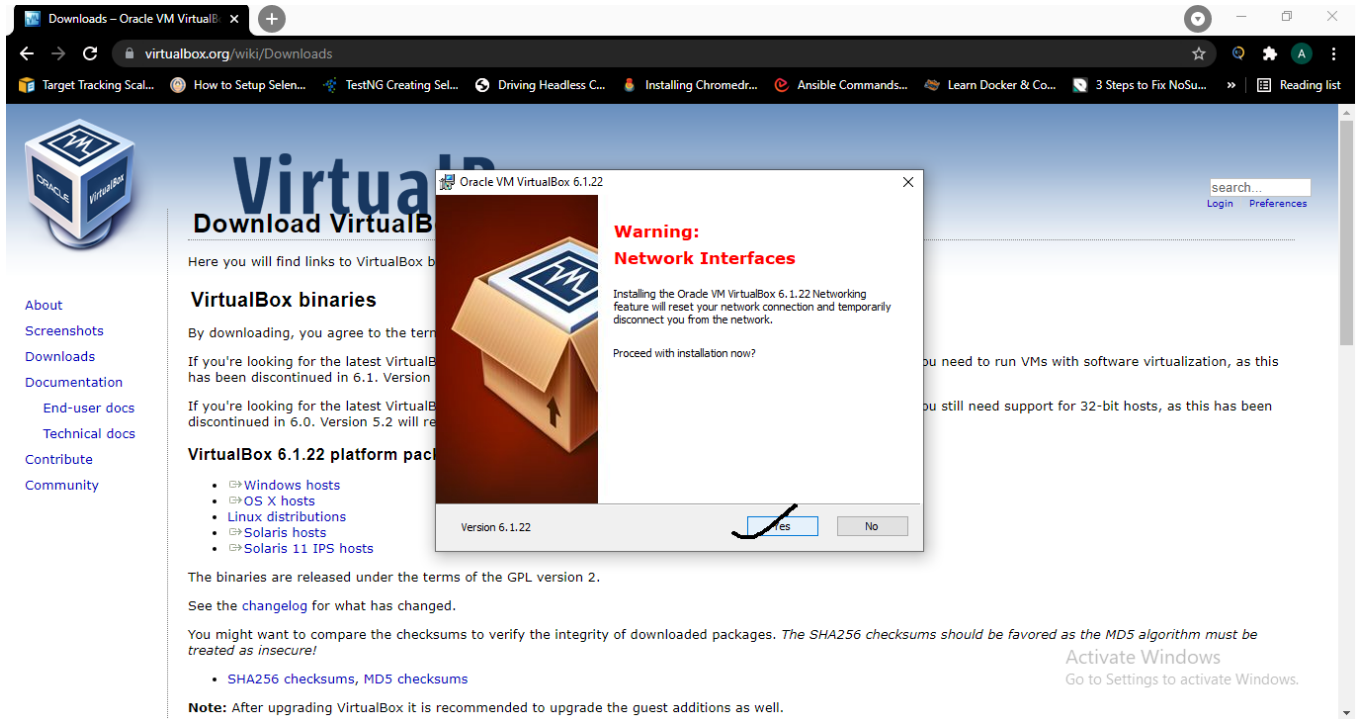 Downloads – Oracle VM VirtualB
virtualbox.org/wiki/Downloads
A
Target Tracking Scal...
How to Setup Selen...
TestNG Creating Sel...
Driving Headless C...
Installing Chromedr...
Ansible Commands...
Learn Docker & Co...
3 Steps to Fix NoSu...
»
Reading list
ORACLE
VirtualBox
VirtualB
search...
Login Preferences
About
Screenshots
Downloads
Documentation
End-user docs
Technical docs
Contribute
Community
Download VirtualB
Here you will find links to VirtualBox b
VirtualBox binaries
By downloading, you agree to the term
If you're looking for the latest VirtualB
ou need to run VMs with software virtualization, as this
has been discontinued in 6.1. Version
If you're looking for the latest VirtualB
ou still need support for 32-bit hosts, as this has been
discontinued in 6.0. Version 5.2 will re
VirtualBox 6.1.22 platform pac
Windows hosts
OS X hosts
Linux distributions
Solaris hosts
Solaris 11 IPS hosts
The binaries are released under the terms of the GPL version 2.
See the changelog for what has changed.
You might want to compare the checksums to verify the integrity of downloaded packages. The SHA256 checksums should be favored as the MD5 algorithm must be
treated as insecure!
SHA256 checksums, MD5 checksums
Note: After upgrading VirtualBox it is recommended to upgrade the guest additions as well.
Oracle VM VirtualBox 6.1.22
Warning:
Network Interfaces
Installing the Oracle VM VirtualBox 6.1.22 Networking
feature will reset your network connection and temporarily
disconnect you from the network.
Proceed with installation now?
Version 6.1.22
Yes
No
Activate Windows
Go to Settings to activate Windows.